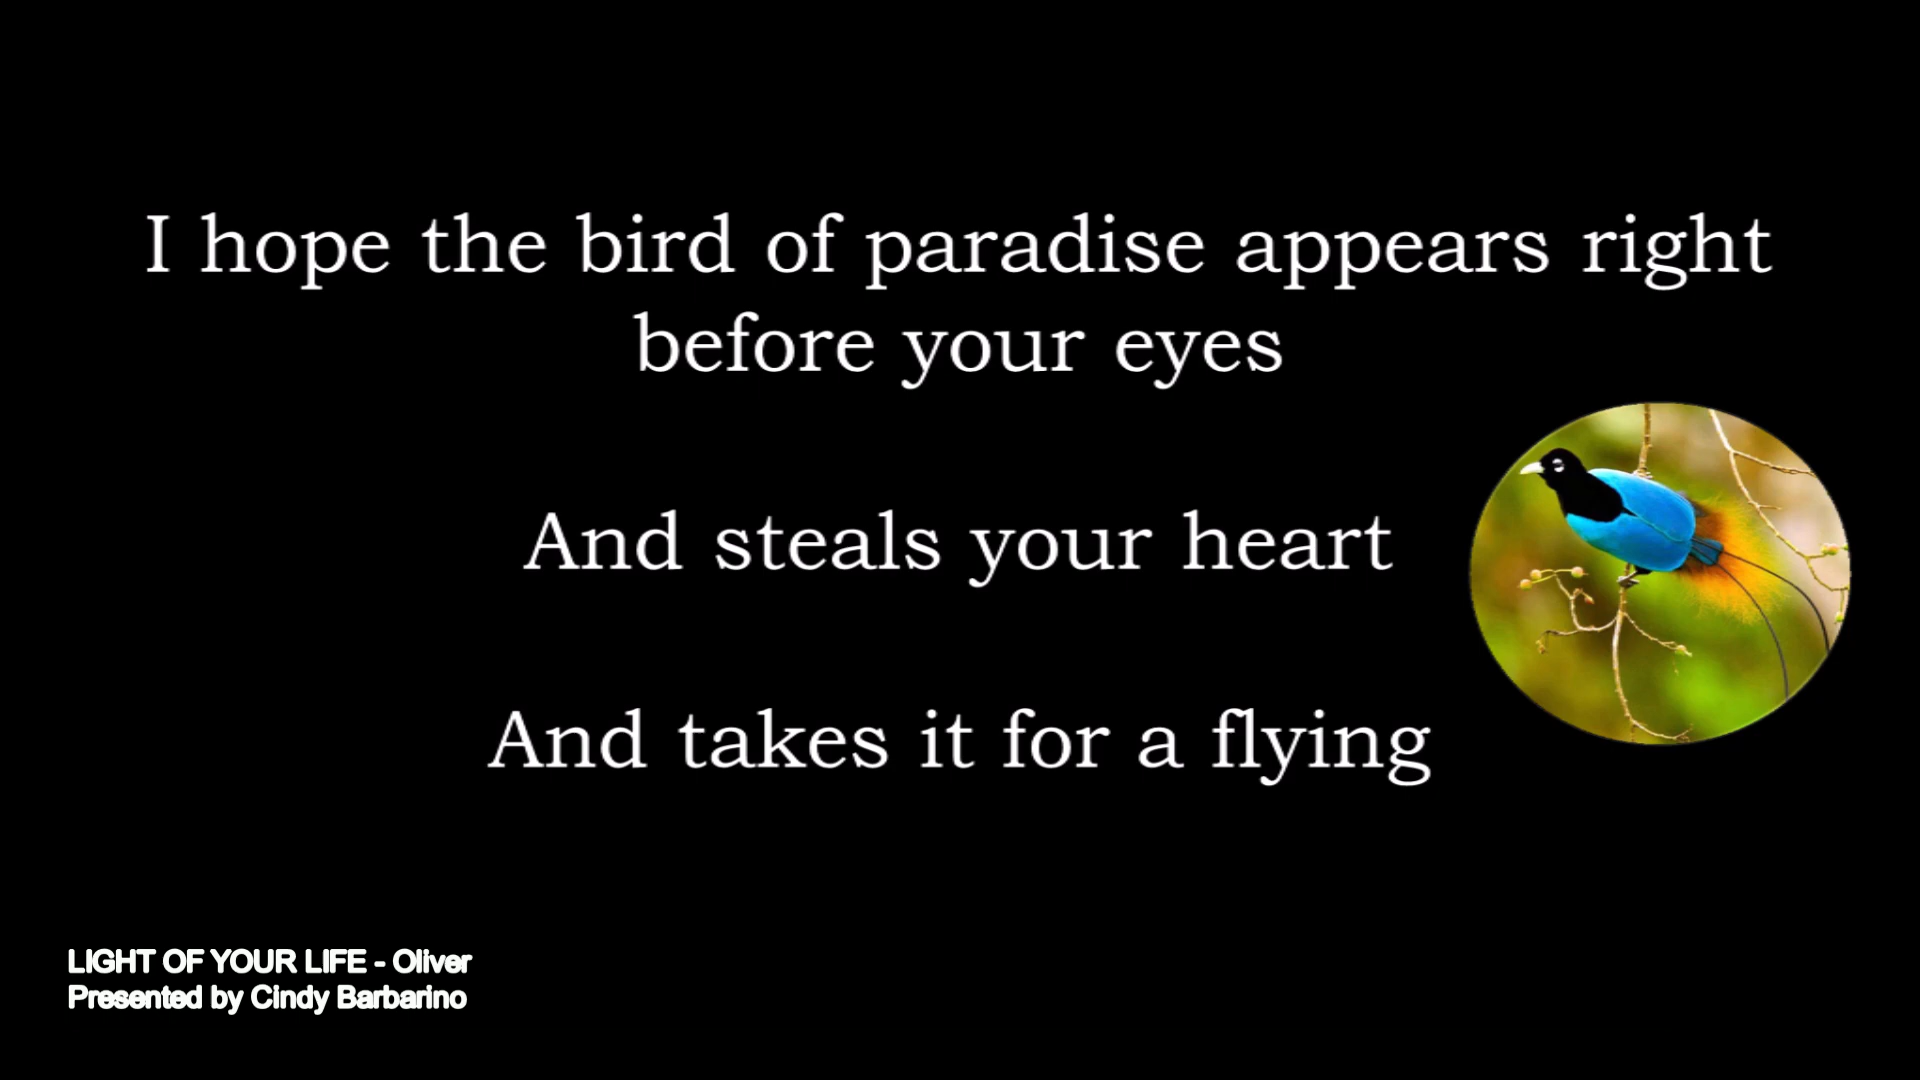 I hope the bird of paradise appears right
before your eyes
And steals your heart
And takes it for a flying
LIGHT OF YOUR LIFE - Oliver
Presented by Cindy Barbarino